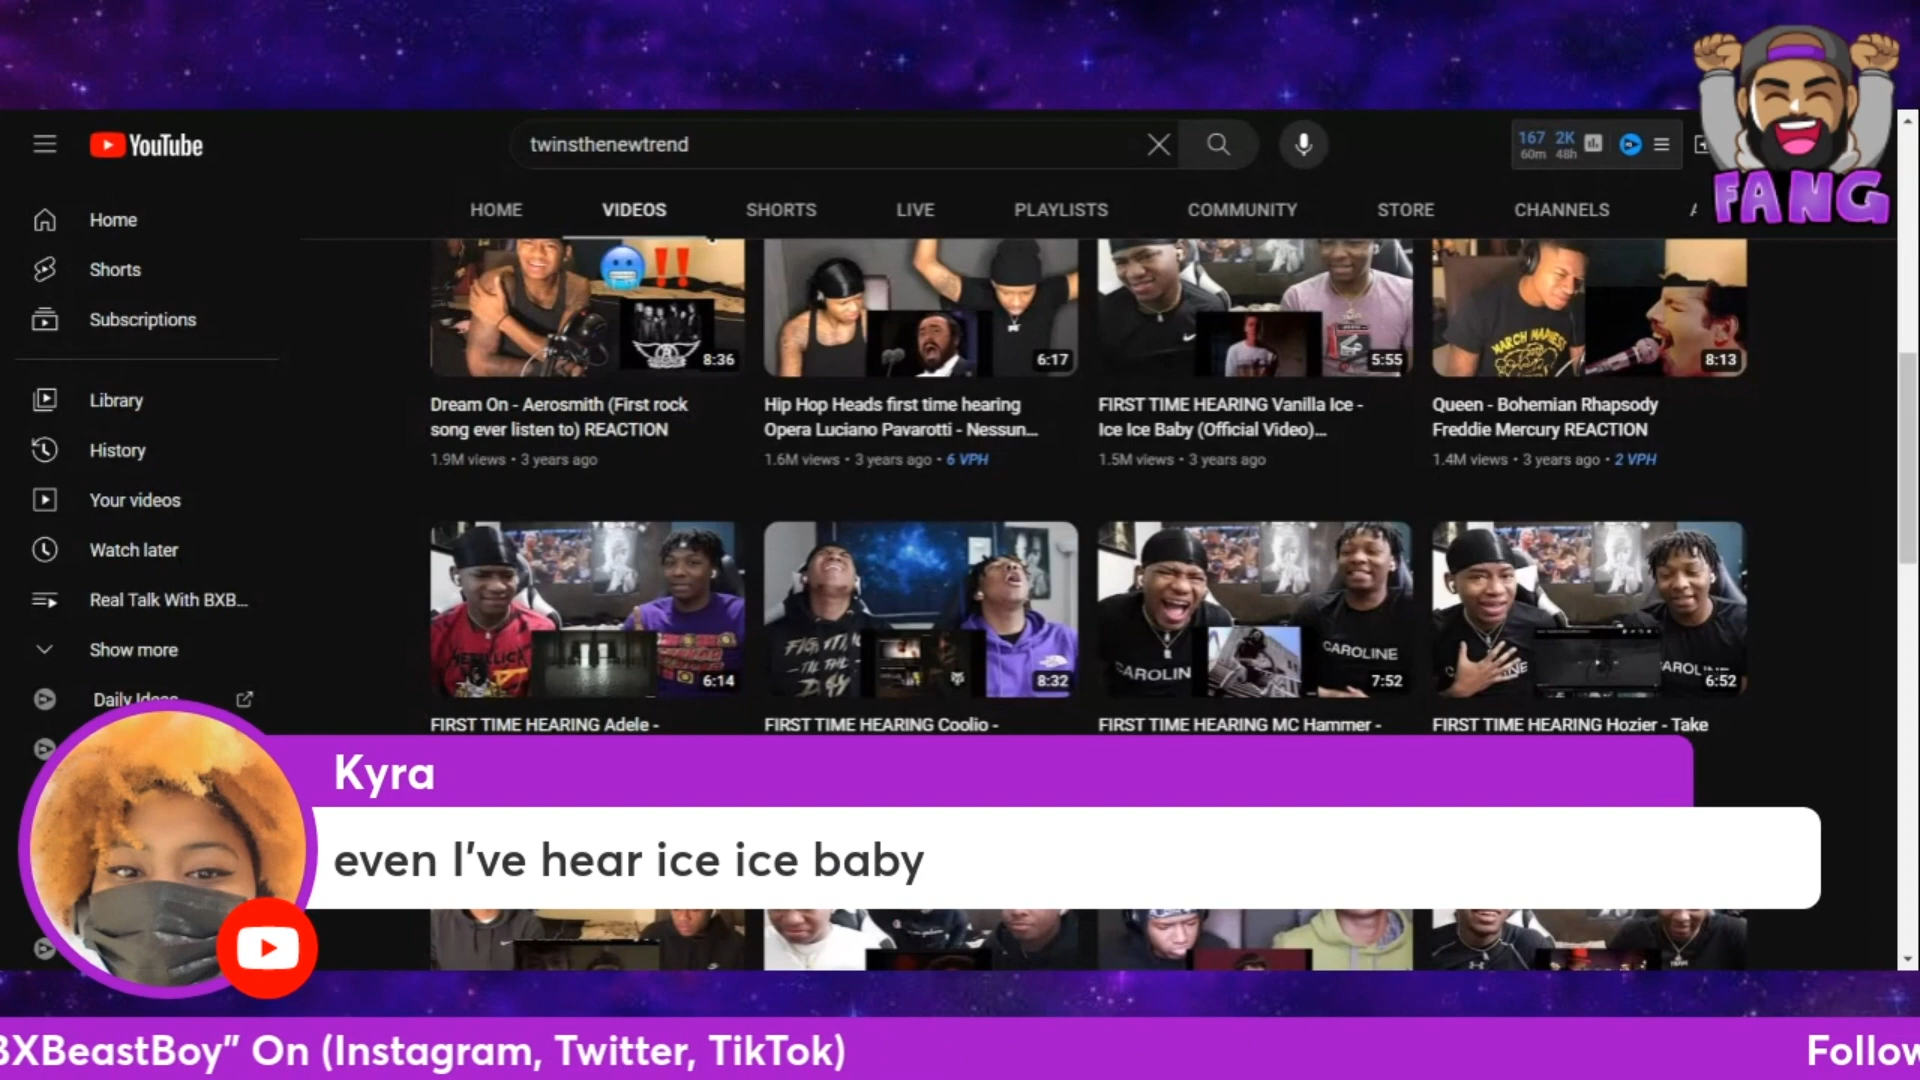 YouTube
twinsthenewtrend
167 2K
60m 48h
FANG
HOME VIDEOS SHORTS LIVE PLAYLISTS COMMUNITY STORE CHANNELS
Home
Shorts
Subscriptions
Library
History
Your videos
Watch later
Real Talk With BXB...
Show more
Daily Ideas
MARCH MADNESS
8:36
6:17
5:55
8:13
Dream On - Aerosmith (First rock
song ever listen to) REACTION
1.9M views • 3 years ago
Hip Hop Heads first time hearing
Opera Luciano Pavarotti - Nessun...
1.6M views • 3 years ago • 6 VPH
FIRST TIME HEARING Vanilla Ice -
Ice Ice Baby (Official Video)...
1.5M views • 3 years ago
Queen - Bohemian Rhapsody
Freddie Mercury REACTION
1.4M views • 3 years ago • 2 VPH
METALLICA
6:14
8:32
CAROLIN
CAROLINE
7:52
6:52
FIRST TIME HEARING Adele -
FIRST TIME HEARING Coolio -
FIRST TIME HEARING MC Hammer -
FIRST TIME HEARING Hozier - Take
Kyra
even I've hear ice ice baby
BXBeastBoy" On (Instagram, Twitter, TikTok)
Follow